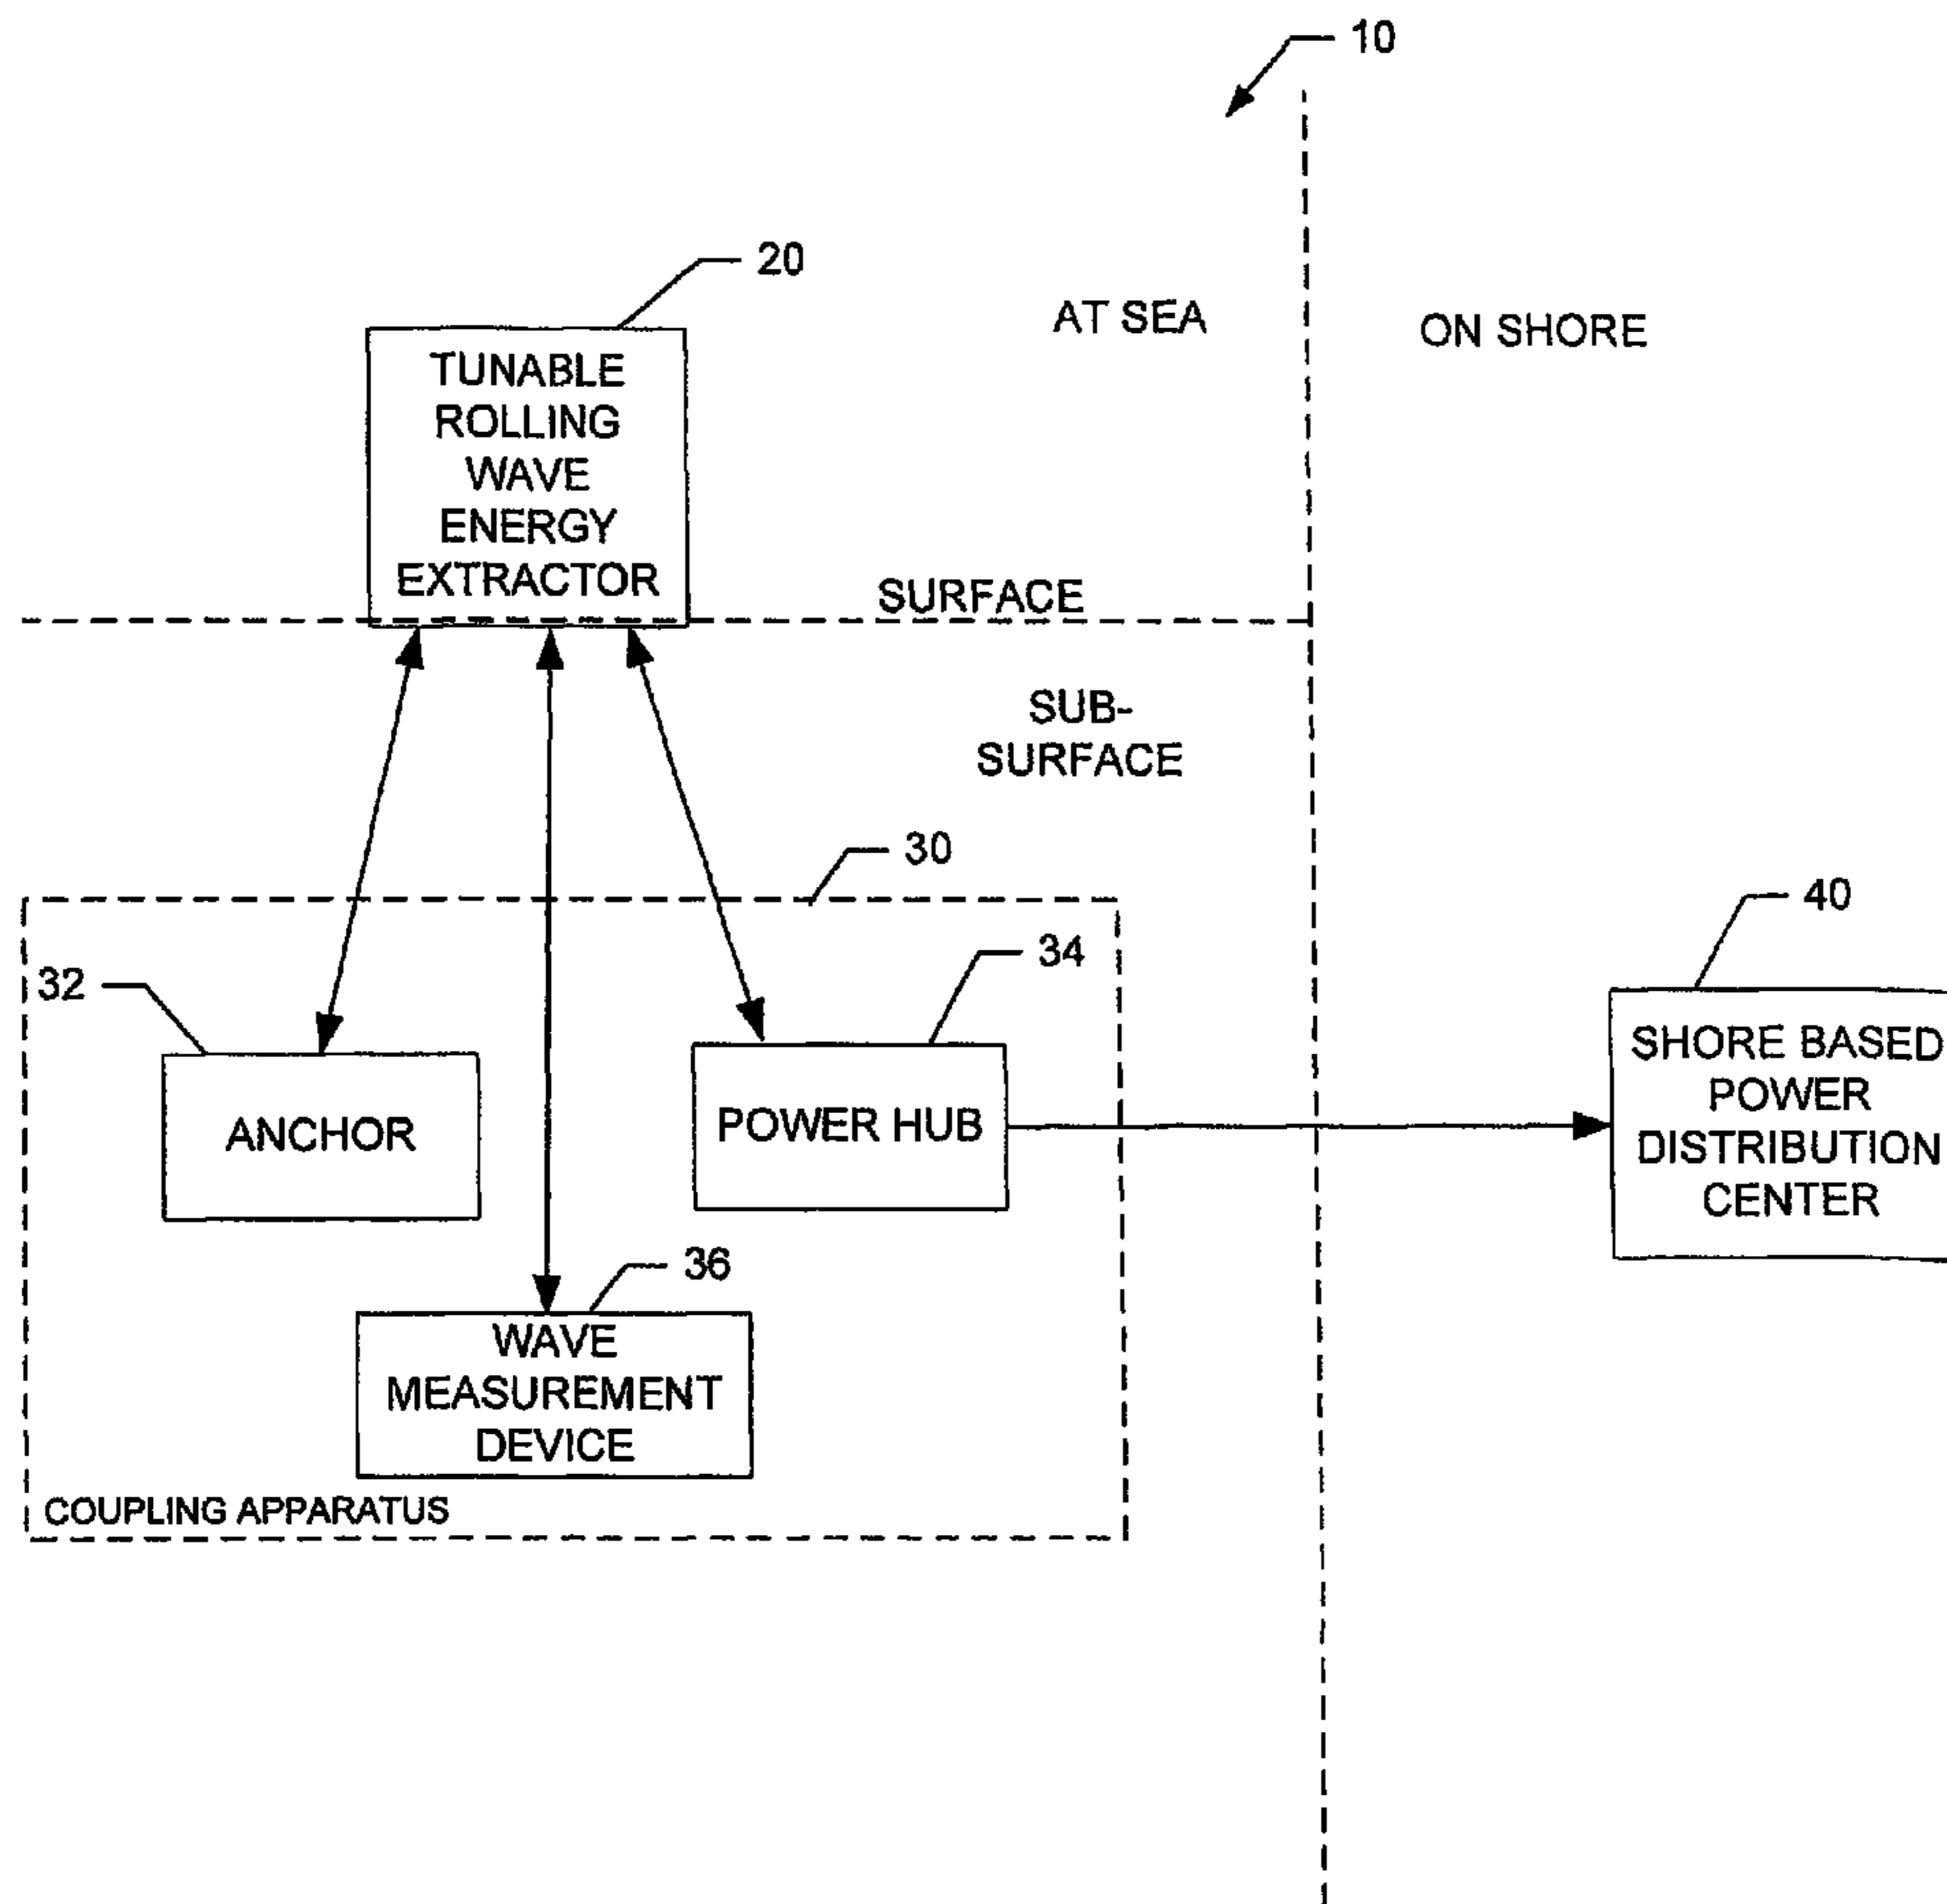 10
20
AT SEA
ON SHORE
TUNABLE
ROLLING
WAVE
ENERGY
EXTRACTOR
SURFACE
SUB-
SURFACE
30
40
34
32
ANCHOR
POWER HUB
SHORE BASED
POWER
DISTRIBUTION
CENTER
36
WAVE
MEASUREMENT
DEVICE
COUPLING APPARATUS